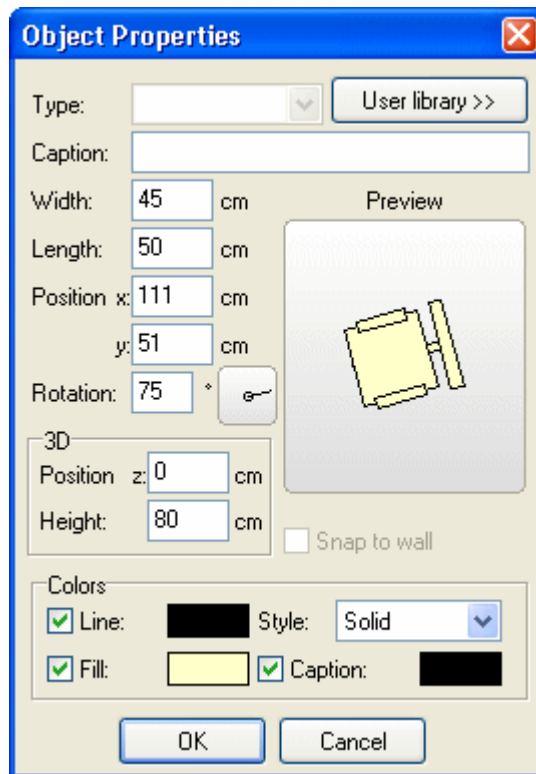 Object Properties
Type: User library >>
Caption:
Width: 45 cm Preview
Length: 50 cm
Position x: 111 cm
y: 51 cm
Rotation: 75 °
3D
Position z: 0 cm
Height: 80 cm
Snap to wall
Colors
Line: Style: Solid
Fill: Caption:
OK Cancel